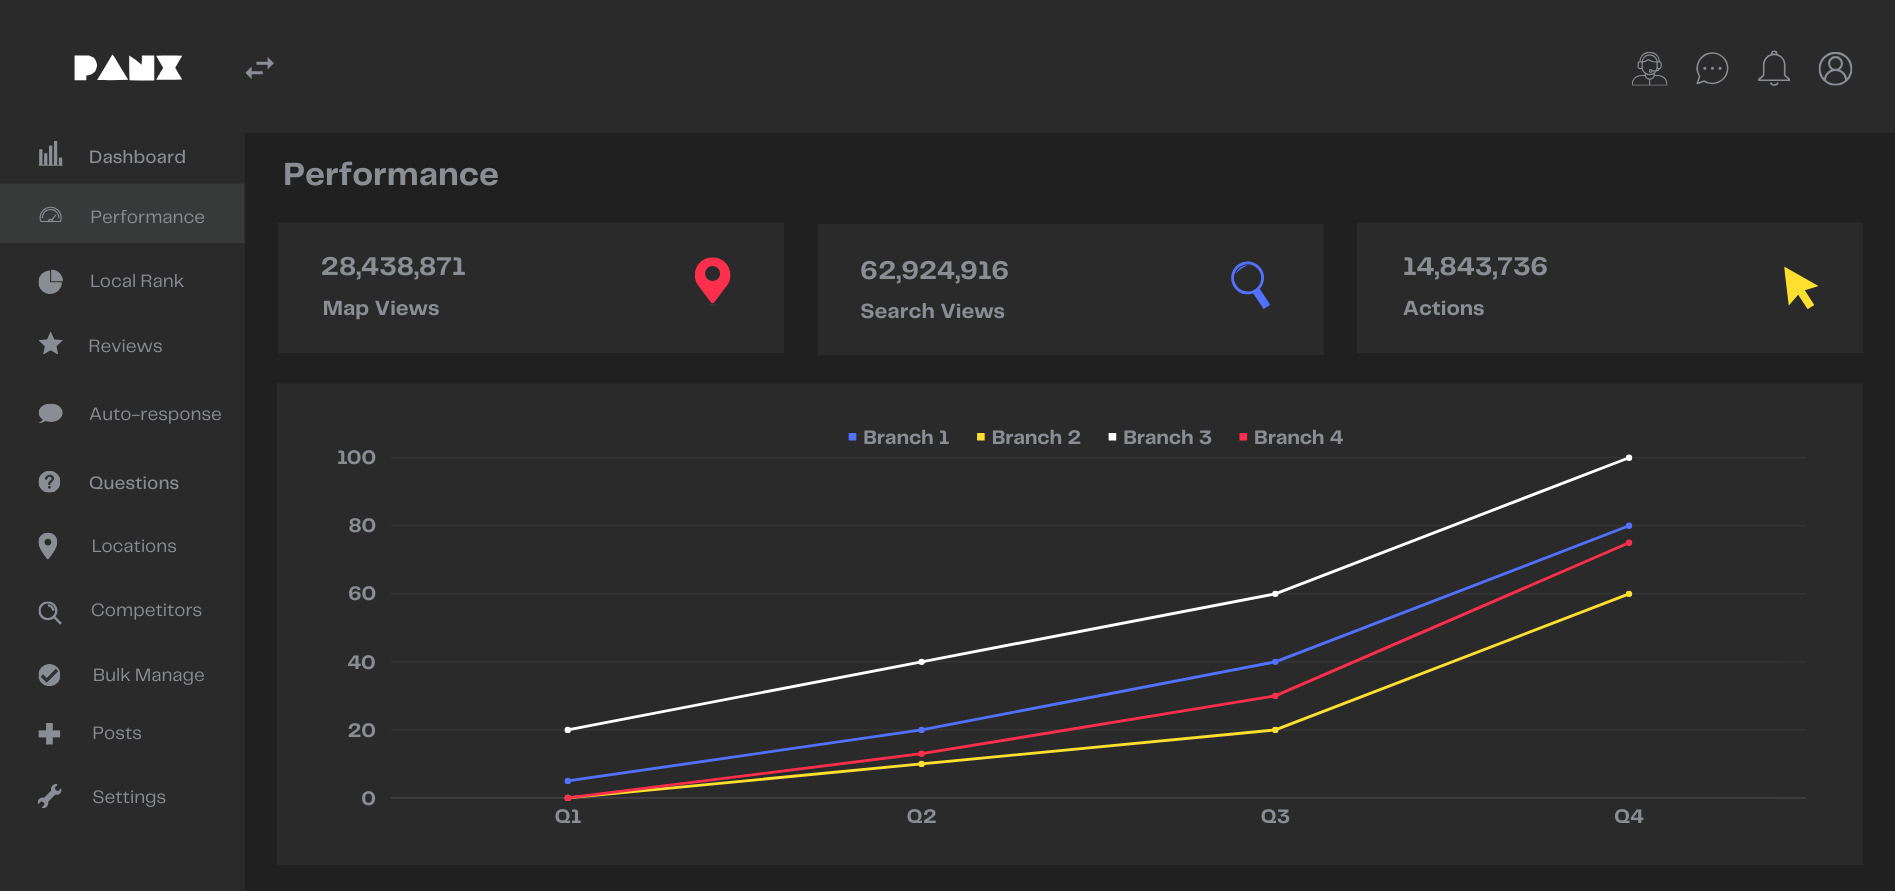 PANX
Dashboard
Performance
Local Rank
Reviews
Auto-response
Questions
Locations
Competitors
Bulk Manage
Posts
Settings
Performance
28,438,871
Map Views
62,924,916
Search Views
14,843,736
Actions
Branch 1 Branch 2 Branch 3 Branch 4
100
80
60
40
20
0
Q1 Q2 Q3 Q4